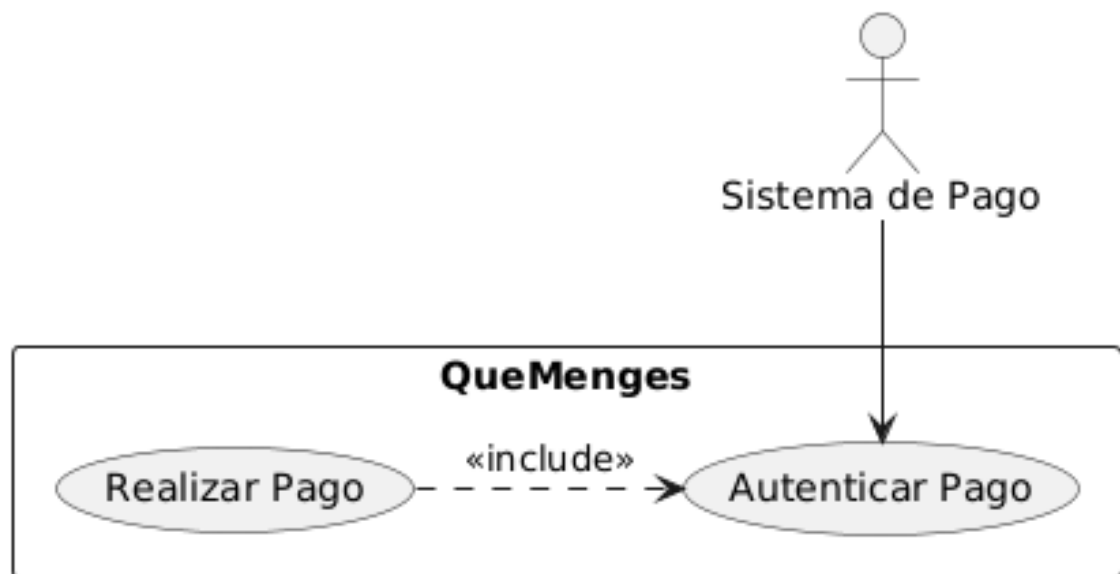 Sistema de Pago
QueMenges
«include»
Realizar Pago
Autenticar Pago